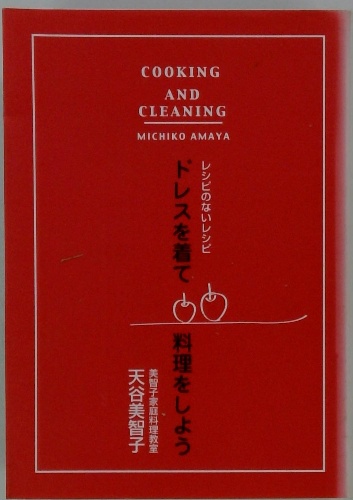 COOKING
AND
CLEANING
MICHIKO AMAYA
レシピのないレシピ
ドレスを着て
料理をしよう
美智子家庭料理教室
天谷美智子